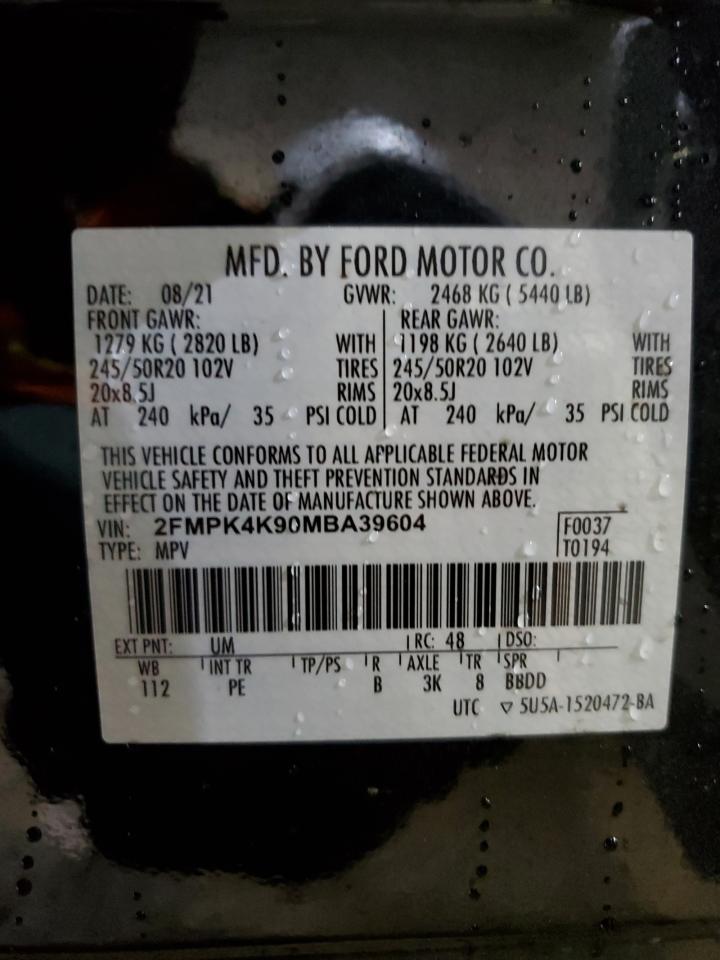 MFD. BY FORD MOTOR CO.
DATE: 08/21 GVWR: 2468 KG ( 5440 LB)
FRONT GAWR: REAR GAWR:
1279 KG ( 2820 LB) WITH 1198 KG ( 2640 LB) WITH
245/50R20 102V TIRES 245/50R20 102V TIRES
20x8.5J RIMS 20x8.5J RIMS
AT 240 kPa/ 35 PSI COLD AT 240 kPa/ 35 PSI COLD
THIS VEHICLE CONFORMS TO ALL APPLICABLE FEDERAL MOTOR
VEHICLE SAFETY AND THEFT PREVENTION STANDARDS IN
EFFECT ON THE DATE OF MANUFACTURE SHOWN ABOVE.
VIN: 2FMPK4K90MBA39604 F0037
TYPE: MPV T0194
EXT PNT: UM RC: 48 DSO:
WB INT TR TP/PS R AXLE TR SPR
112 PE B 3K 8 BBDD
UTC ▽ 5U5A-1520472-BA